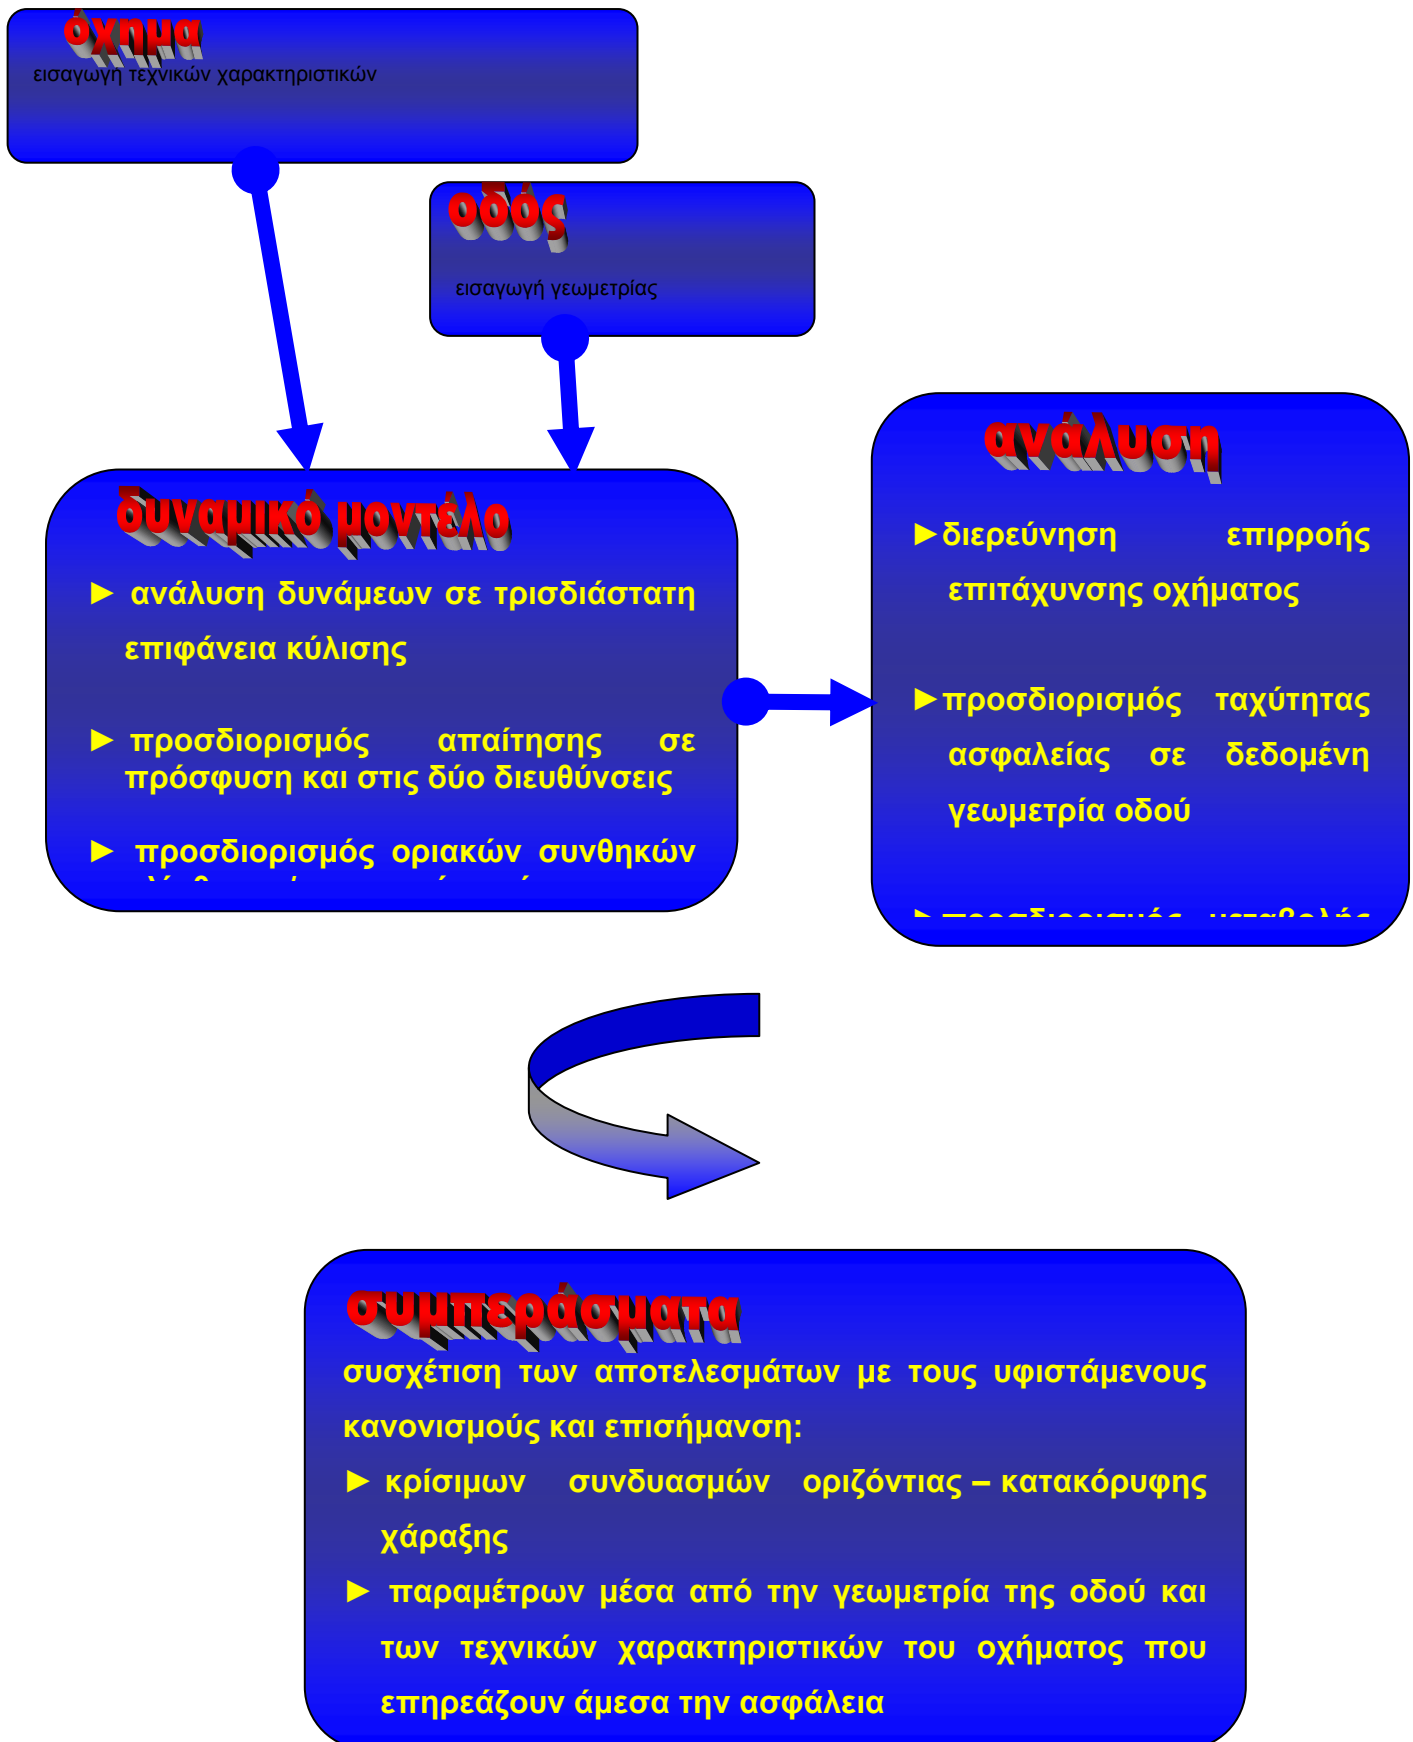 όχημα
εισαγωγή τεχνικών χαρακτηριστικών
οδός
εισαγωγή γεωμετρίας
δυναμικό μοντέλο
► ανάλυση δυνάμεων σε τρισδιάστατη
επιφάνεια κύλισης
► προσδιορισμός απαίτησης σε
πρόσφυση και στις δύο διευθύνσεις
► προσδιορισμός οριακών συνθηκών
ανάλυση
►διερεύνηση επιρροής
επιτάχυνσης οχήματος
►προσδιορισμός ταχύτητας
ασφαλείας σε δεδομένη
γεωμετρία οδού
►προσδιορισμός μεταβολής
συμπεράσματα
συσχέτιση των αποτελεσμάτων με τους υφιστάμενους
κανονισμούς και επισήμανση:
► κρίσιμων συνδυασμών οριζόντιας – κατακόρυφης
χάραξης
► παραμέτρων μέσα από την γεωμετρία της οδού και
των τεχνικών χαρακτηριστικών του οχήματος που
επηρεάζουν άμεσα την ασφάλεια